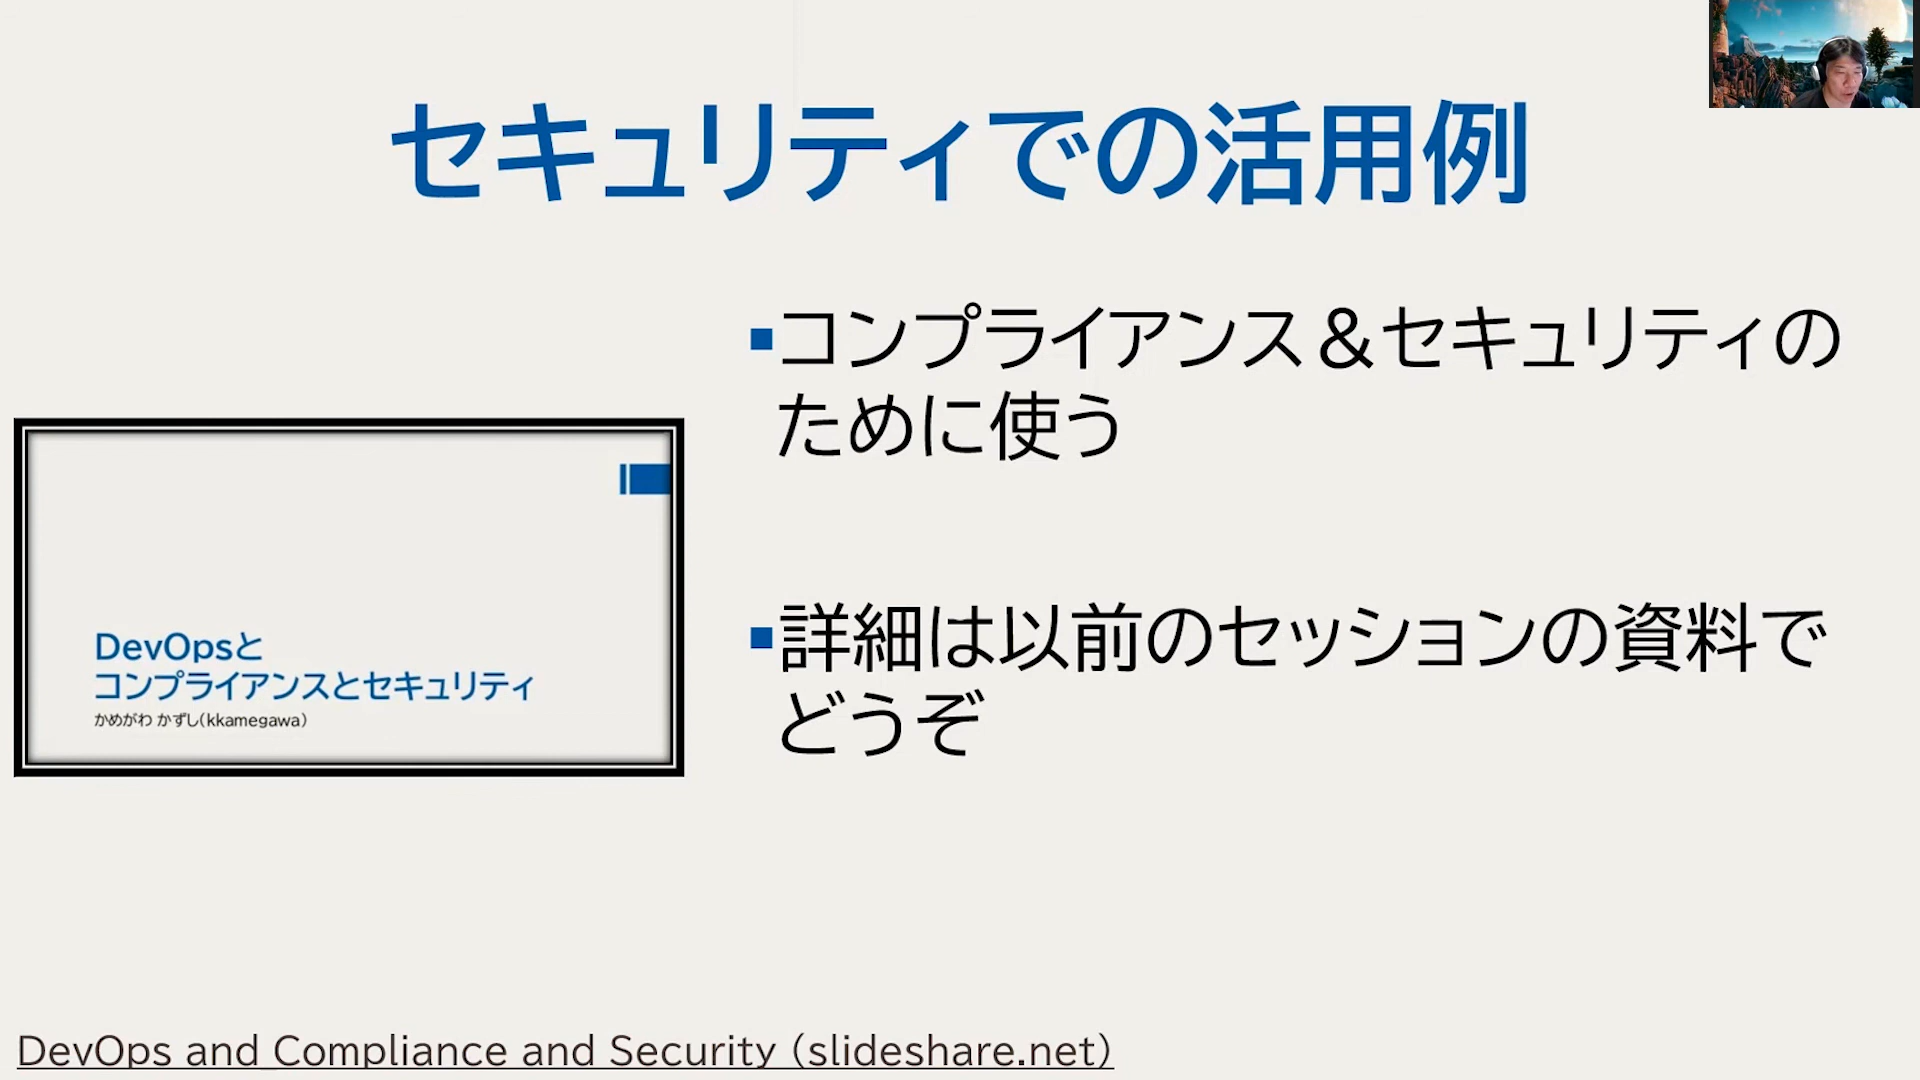 セキュリティでの活用例
▪コンプライアンス＆セキュリティの
ために使う
▪詳細は以前のセッションの資料で
どうぞ
DevOpsと
コンプライアンスとセキュリティ
かめがわ かずし(kkamegawa)
DevOps and Compliance and Security (slideshare.net)